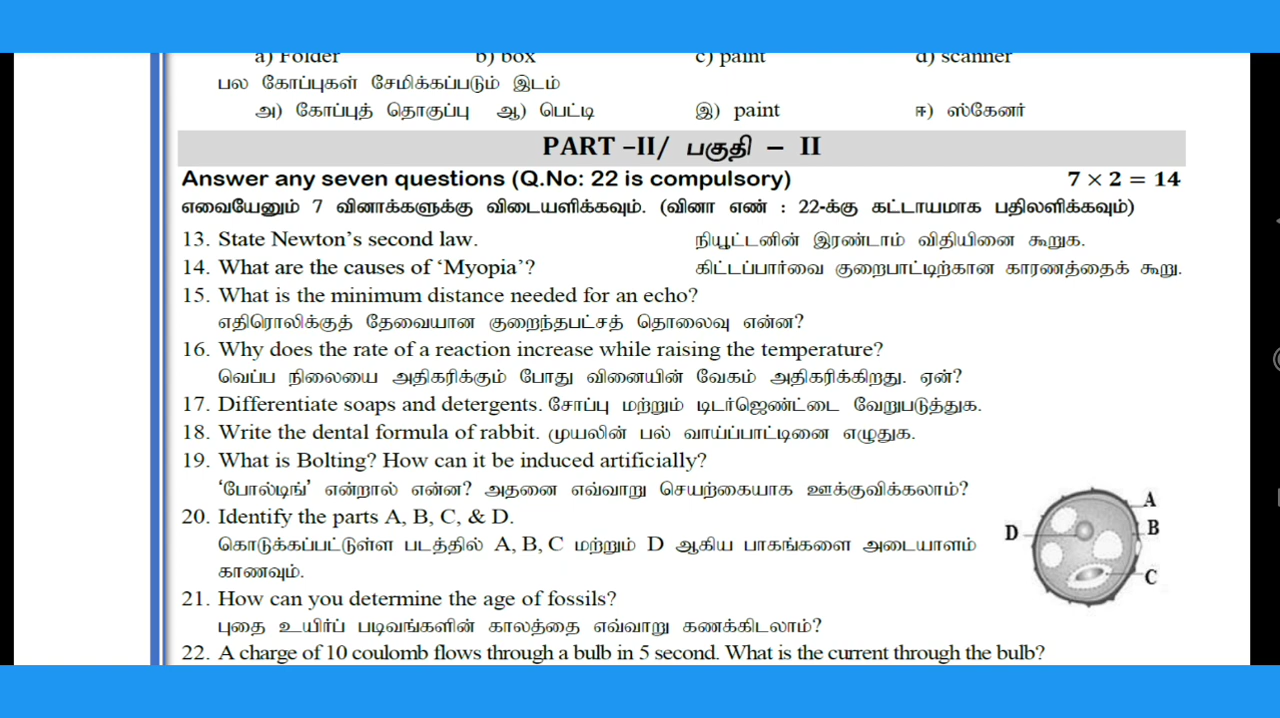 a) Folder b) box c) paint d) scanner
பல கோப்புகள் சேமிக்கப்படும் இடம்
அ) கோப்புத் தொகுப்பு ஆ) பெட்டி இ) paint ஈ) ஸ்கேனர்
PART –II/ பகுதி – II
Answer any seven questions (Q.No: 22 is compulsory) 7 × 2 = 14
எவையேனும் 7 வினாக்களுக்கு விடையளிக்கவும். (வினா எண் : 22-க்கு கட்டாயமாக பதிலளிக்கவும்)
13. State Newton's second law. நியூட்டனின் இரண்டாம் விதியினை கூறுக.
14. What are the causes of ‘Myopia’? கிட்டப்பார்வை குறைபாட்டிற்கான காரணத்தைக் கூறு.
15. What is the minimum distance needed for an echo?
எதிரொலிக்குத் தேவையான குறைந்தபட்சத் தொலைவு என்ன?
16. Why does the rate of a reaction increase while raising the temperature?
வெப்ப நிலையை அதிகரிக்கும் போது வினையின் வேகம் அதிகரிக்கிறது. ஏன்?
17. Differentiate soaps and detergents. சோப்பு மற்றும் டிடர்ஜெண்ட்டை வேறுபடுத்துக.
18. Write the dental formula of rabbit. முயலின் பல் வாய்ப்பாட்டினை எழுதுக.
19. What is Bolting? How can it be induced artificially?
‘போல்டிங்’ என்றால் என்ன? அதனை எவ்வாறு செயற்கையாக ஊக்குவிக்கலாம்?
20. Identify the parts A, B, C, & D.
கொடுக்கப்பட்டுள்ள படத்தில் A, B, C மற்றும் D ஆகிய பாகங்களை அடையாளம்
காணவும்.
A
B
D
C
21. How can you determine the age of fossils?
புதை உயிர்ப் படிவங்களின் காலத்தை எவ்வாறு கணக்கிடலாம்?
22. A charge of 10 coulomb flows through a bulb in 5 second. What is the current through the bulb?